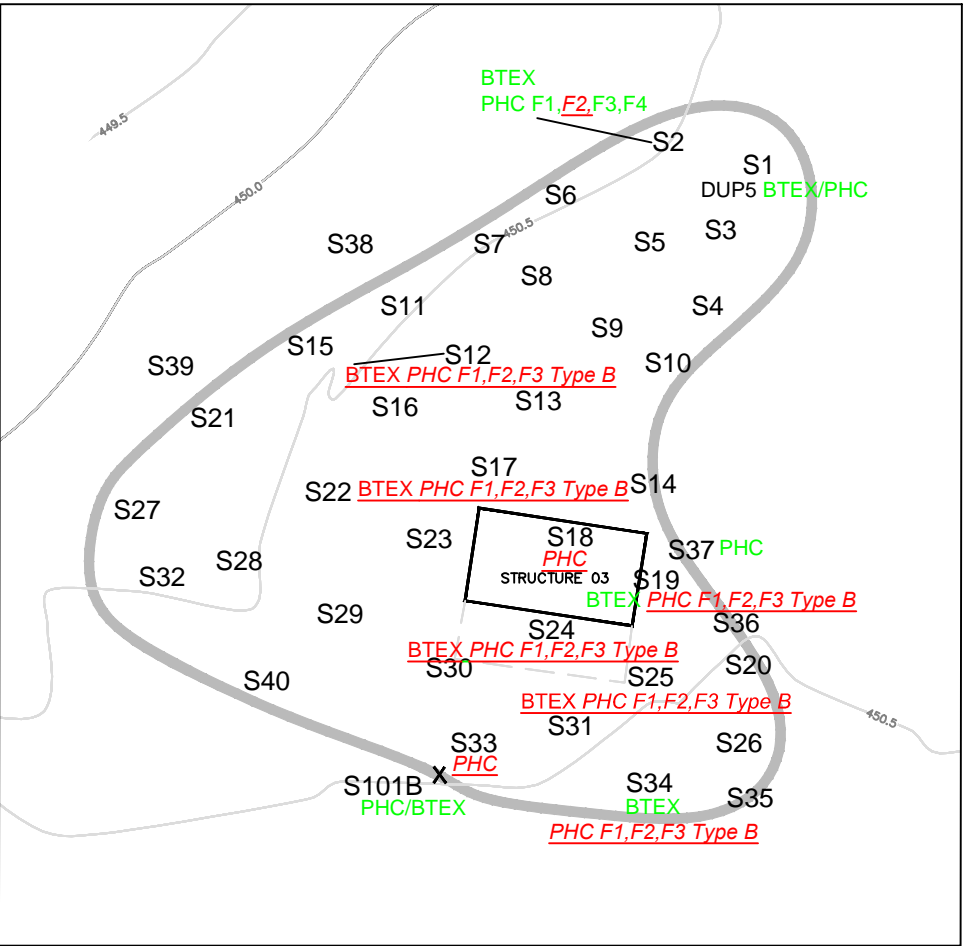 BTEX
PHC F1,F2,F3,F4
449.5
S2
S1
DUP5 BTEX/PHC
450.0
S6
450.5
S3
S38
S7
S5
S8
S11
S4
S9
S15
S12
S39
S10
BTEX PHC F1,F2,F3 Type B
S16
S13
S21
S17
S22
BTEX PHC F1,F2,F3 Type B
S14
S27
S23
S18
S37 PHC
S28
PHC
S32
STRUCTURE 03
S19
BTEX PHC F1,F2,F3 Type B
S29
S36
S24
BTEX PHC F1,F2,F3 Type B
S30
S20
S40
S25
BTEX PHC F1,F2,F3 Type B
450.5
S31
S33
S26
PHC
X
S101B
S34
PHC/BTEX
BTEX
S35
PHC F1,F2,F3 Type B